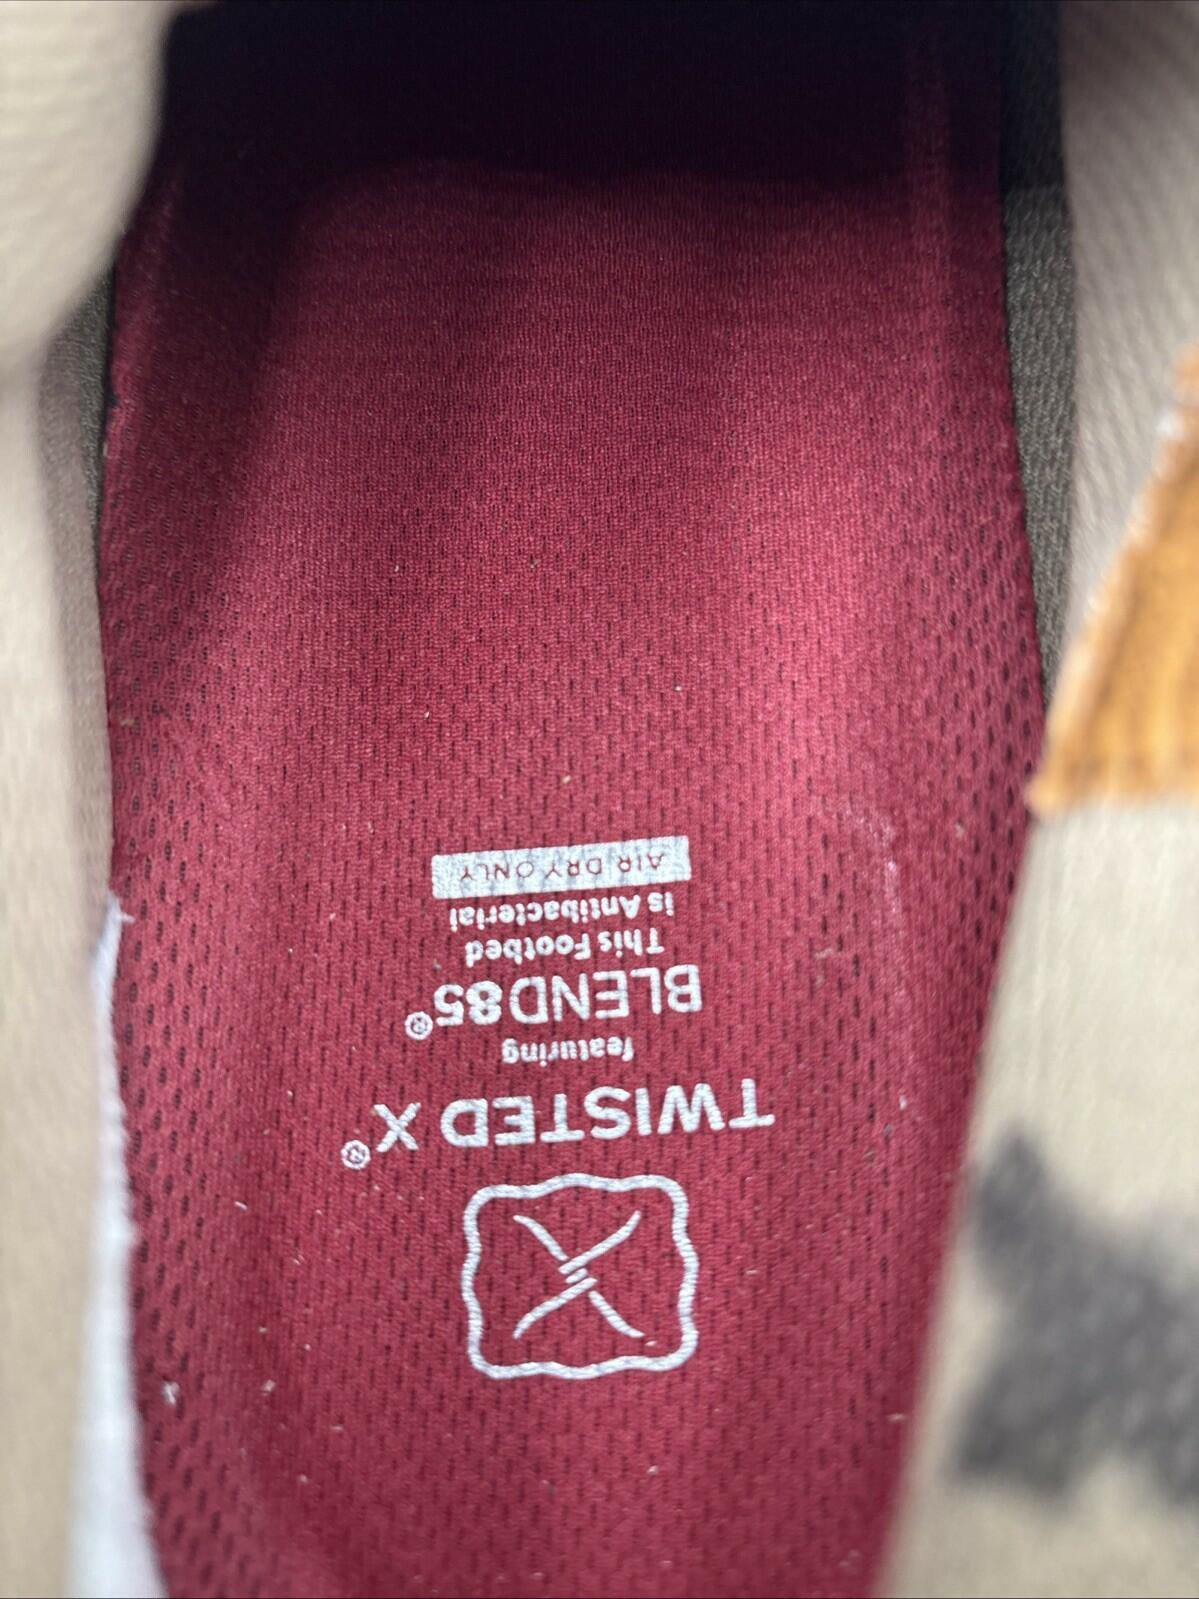 TWISTED X®
featuring
BLEND85®
This Footbed
is Antibacterial
AIR DRY ONLY